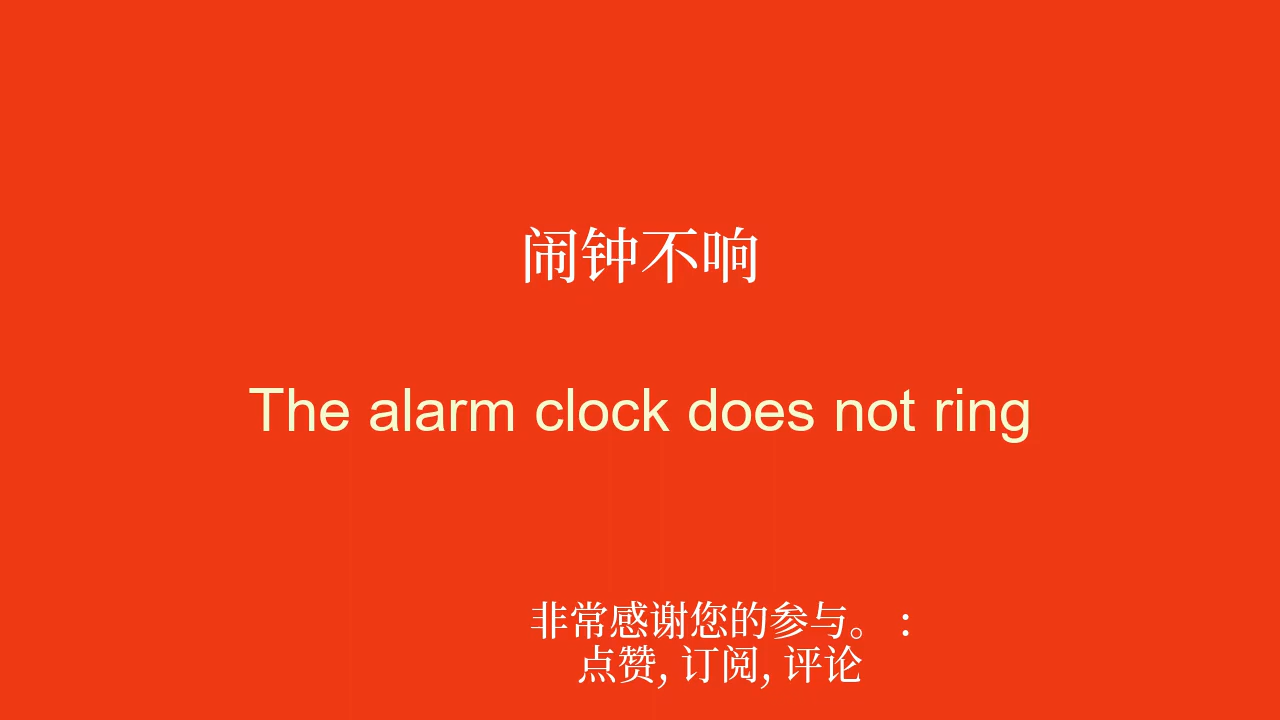 闹钟不响
The alarm clock does not ring
非常感谢您的参与。 :
点赞, 订阅, 评论